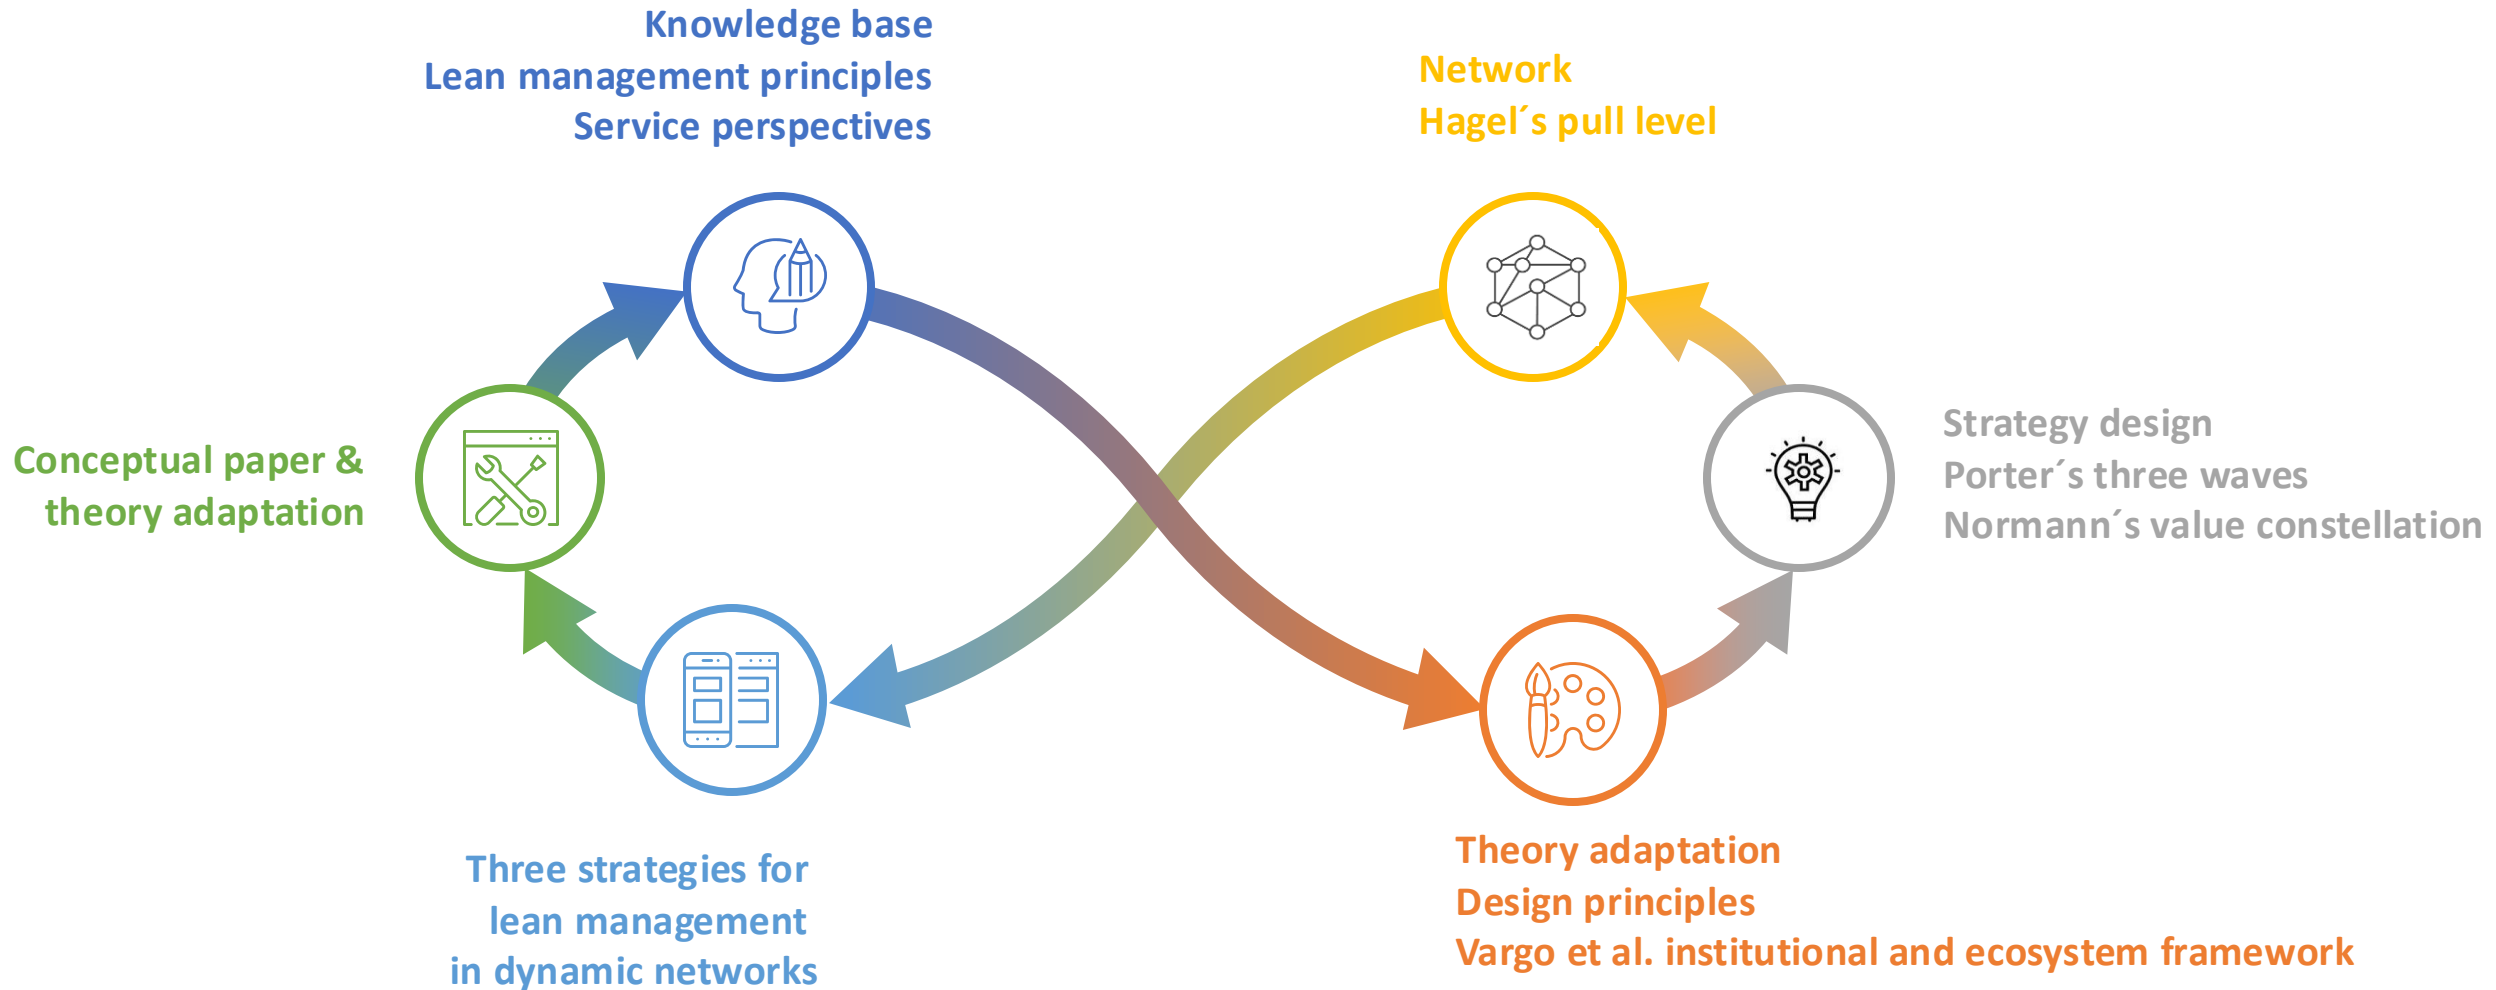 Knowledge base
Lean management principles
Service perspectives
Network
Hagel´s pull level
Conceptual paper &
theory adaptation
Strategy design
Porter´s three waves
Normann´s value constellation
Three strategies for
lean management
in dynamic networks
Theory adaptation
Design principles
Vargo et al. institutional and ecosystem framework